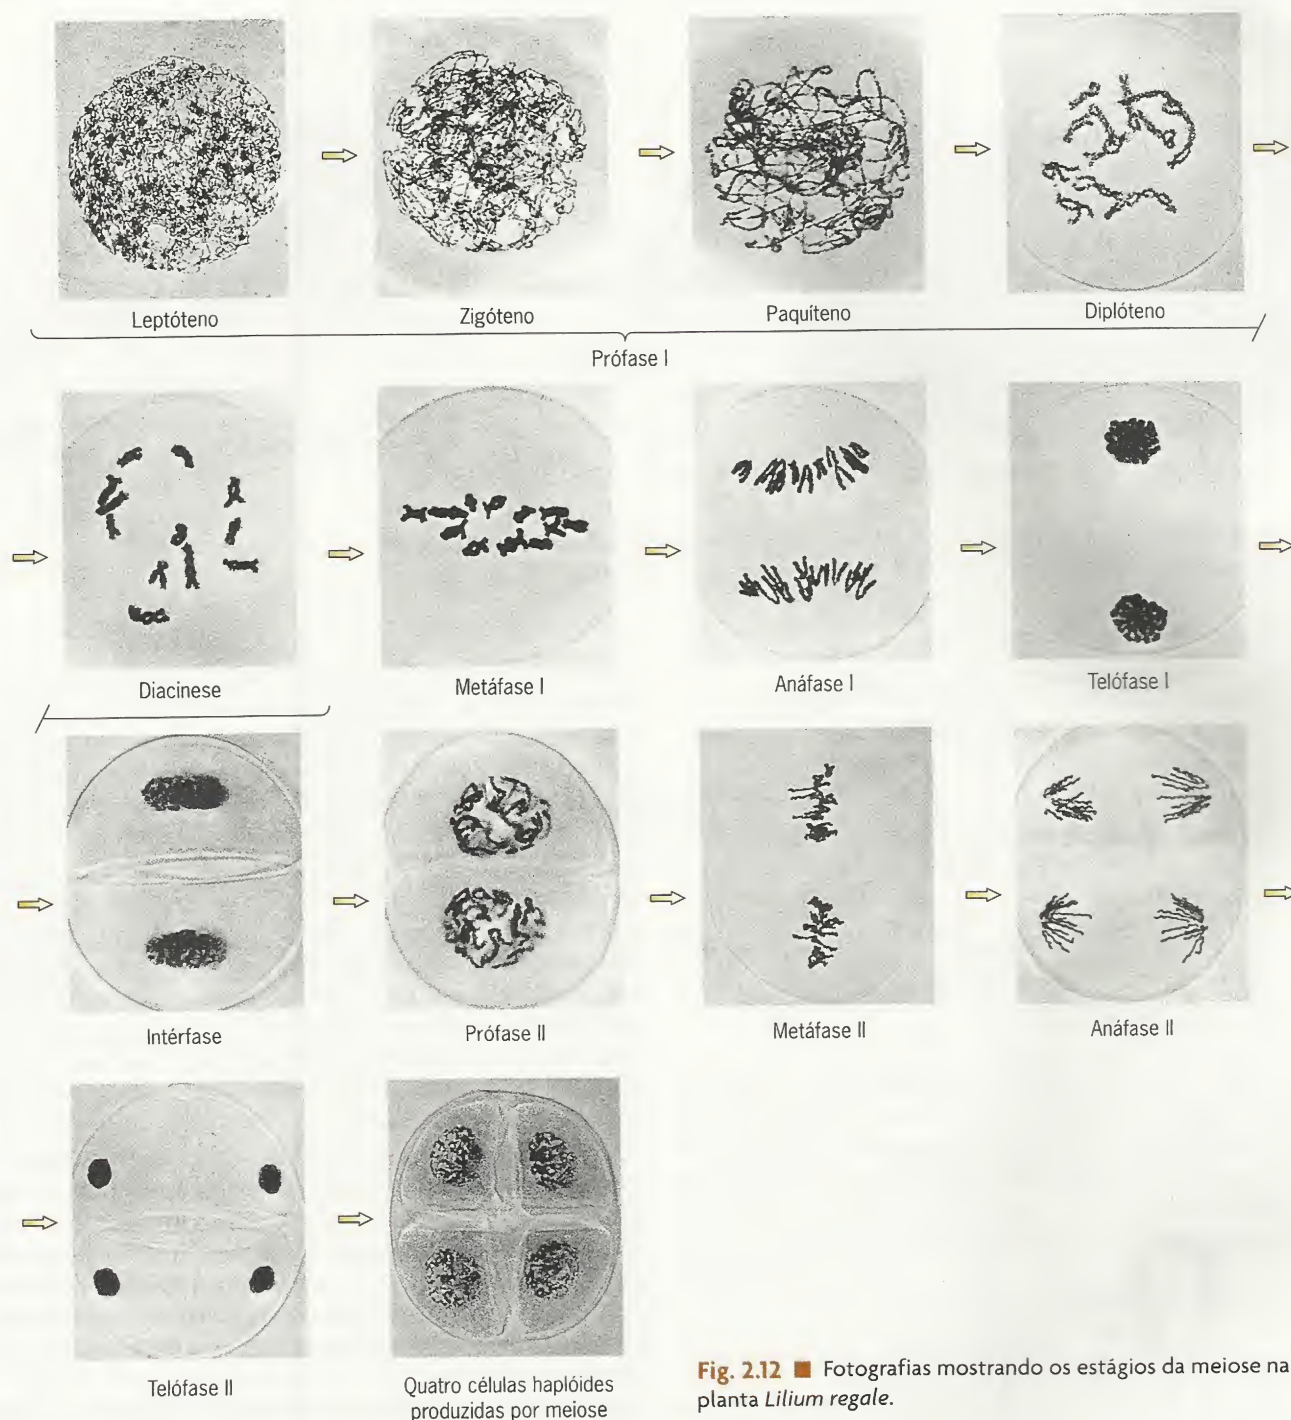 Leptóteno
Zigóteno
Paquíteno
Diplóteno
Prófase I
Diacinese
Metáfase I
Anáfase I
Telófase I
Intérfase
Prófase II
Metáfase II
Anáfase II
Telófase II
Quatro células haplóides
produzidas por meiose
Fig. 2.12 ■ Fotografias mostrando os estágios da meiose na
planta Lilium regale.